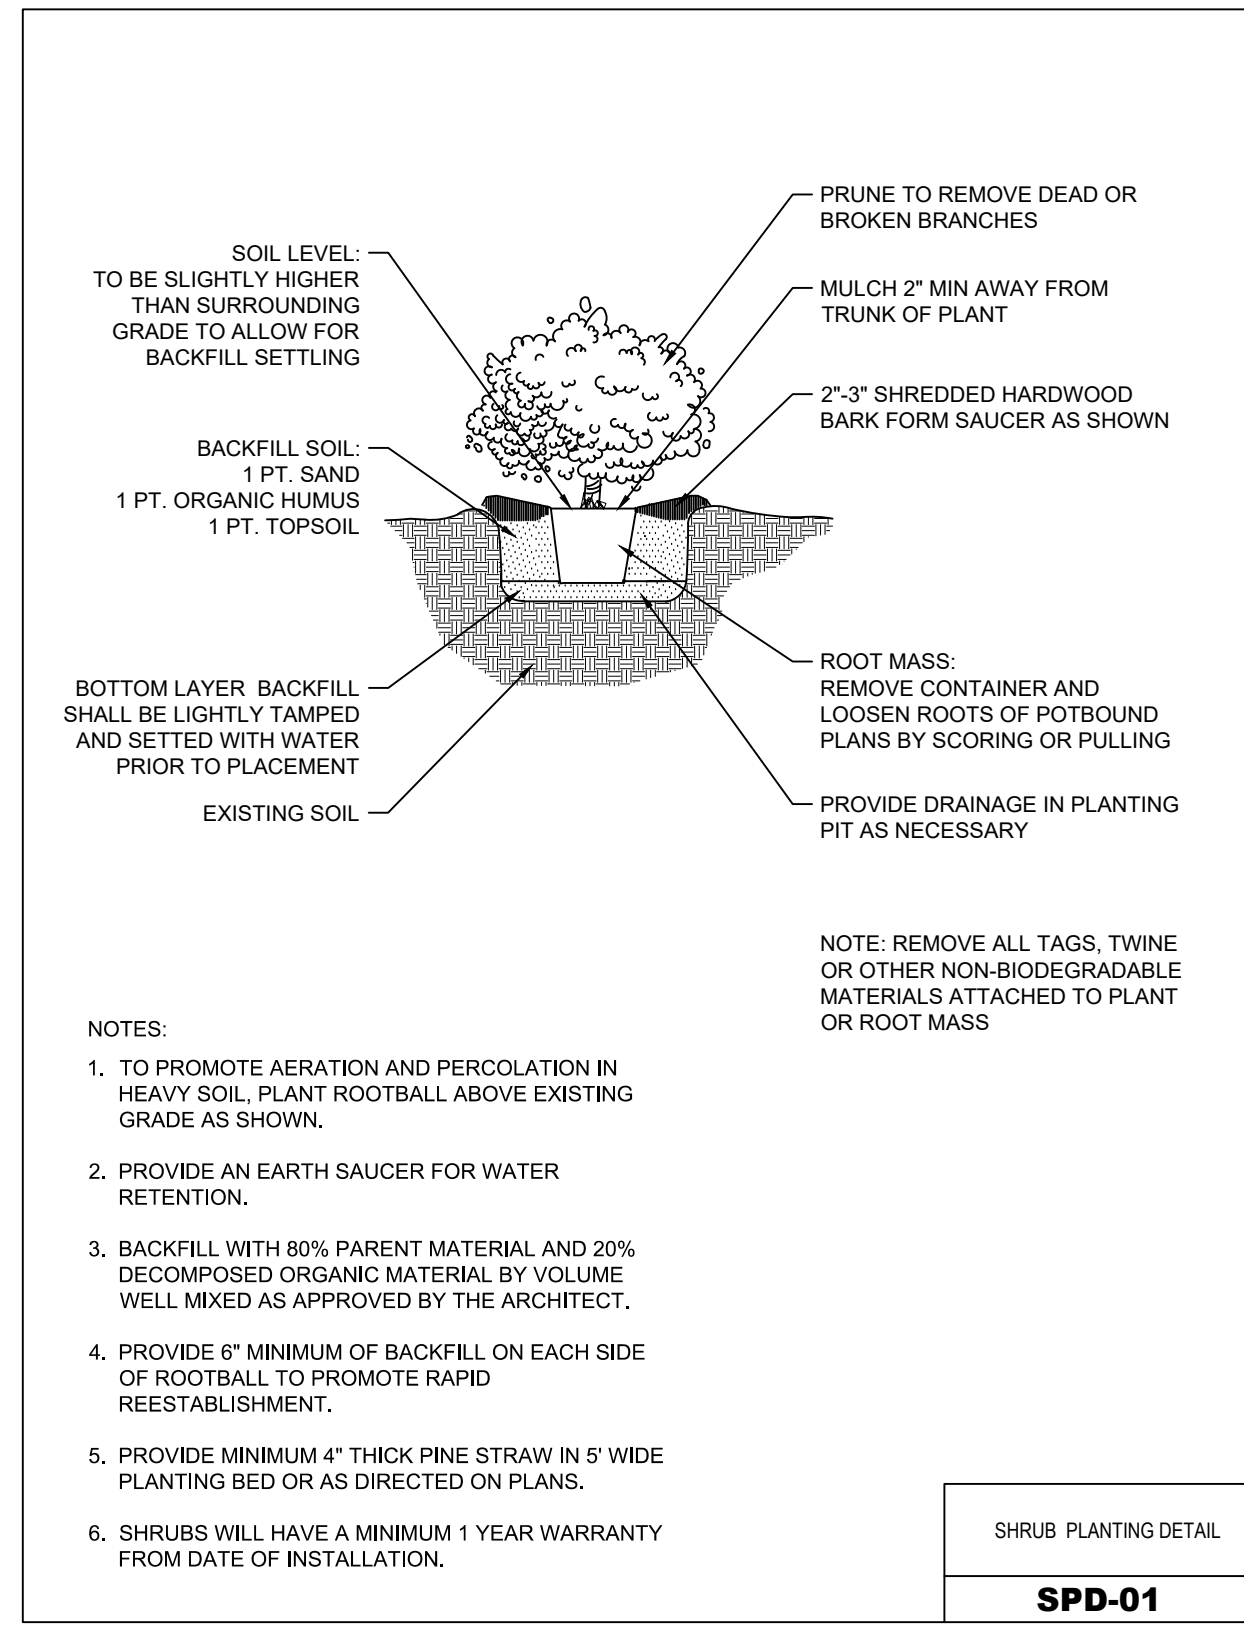 SOIL LEVEL:
TO BE SLIGHTLY HIGHER
THAN SURROUNDING
GRADE TO ALLOW FOR
BACKFILL SETTLING
BACKFILL SOIL:
1 PT. SAND
1 PT. ORGANIC HUMUS
1 PT. TOPSOIL
BOTTOM LAYER BACKFILL
SHALL BE LIGHTLY TAMPED
AND SETTED WITH WATER
PRIOR TO PLACEMENT
EXISTING SOIL
PRUNE TO REMOVE DEAD OR
BROKEN BRANCHES
MULCH 2" MIN AWAY FROM
TRUNK OF PLANT
2"-3" SHREDDED HARDWOOD
BARK FORM SAUCER AS SHOWN
ROOT MASS:
REMOVE CONTAINER AND
LOOSEN ROOTS OF POTBOUND
PLANS BY SCORING OR PULLING
PROVIDE DRAINAGE IN PLANTING
PIT AS NECESSARY
NOTE: REMOVE ALL TAGS, TWINE
OR OTHER NON-BIODEGRADABLE
MATERIALS ATTACHED TO PLANT
OR ROOT MASS
NOTES:
1. TO PROMOTE AERATION AND PERCOLATION IN
HEAVY SOIL, PLANT ROOTBALL ABOVE EXISTING
GRADE AS SHOWN.
2. PROVIDE AN EARTH SAUCER FOR WATER
RETENTION.
3. BACKFILL WITH 80% PARENT MATERIAL AND 20%
DECOMPOSED ORGANIC MATERIAL BY VOLUME
WELL MIXED AS APPROVED BY THE ARCHITECT.
4. PROVIDE 6" MINIMUM OF BACKFILL ON EACH SIDE
OF ROOTBALL TO PROMOTE RAPID
REESTABLISHMENT.
5. PROVIDE MINIMUM 4" THICK PINE STRAW IN 5' WIDE
PLANTING BED OR AS DIRECTED ON PLANS.
6. SHRUBS WILL HAVE A MINIMUM 1 YEAR WARRANTY
FROM DATE OF INSTALLATION.
SHRUB PLANTING DETAIL
SPD-01